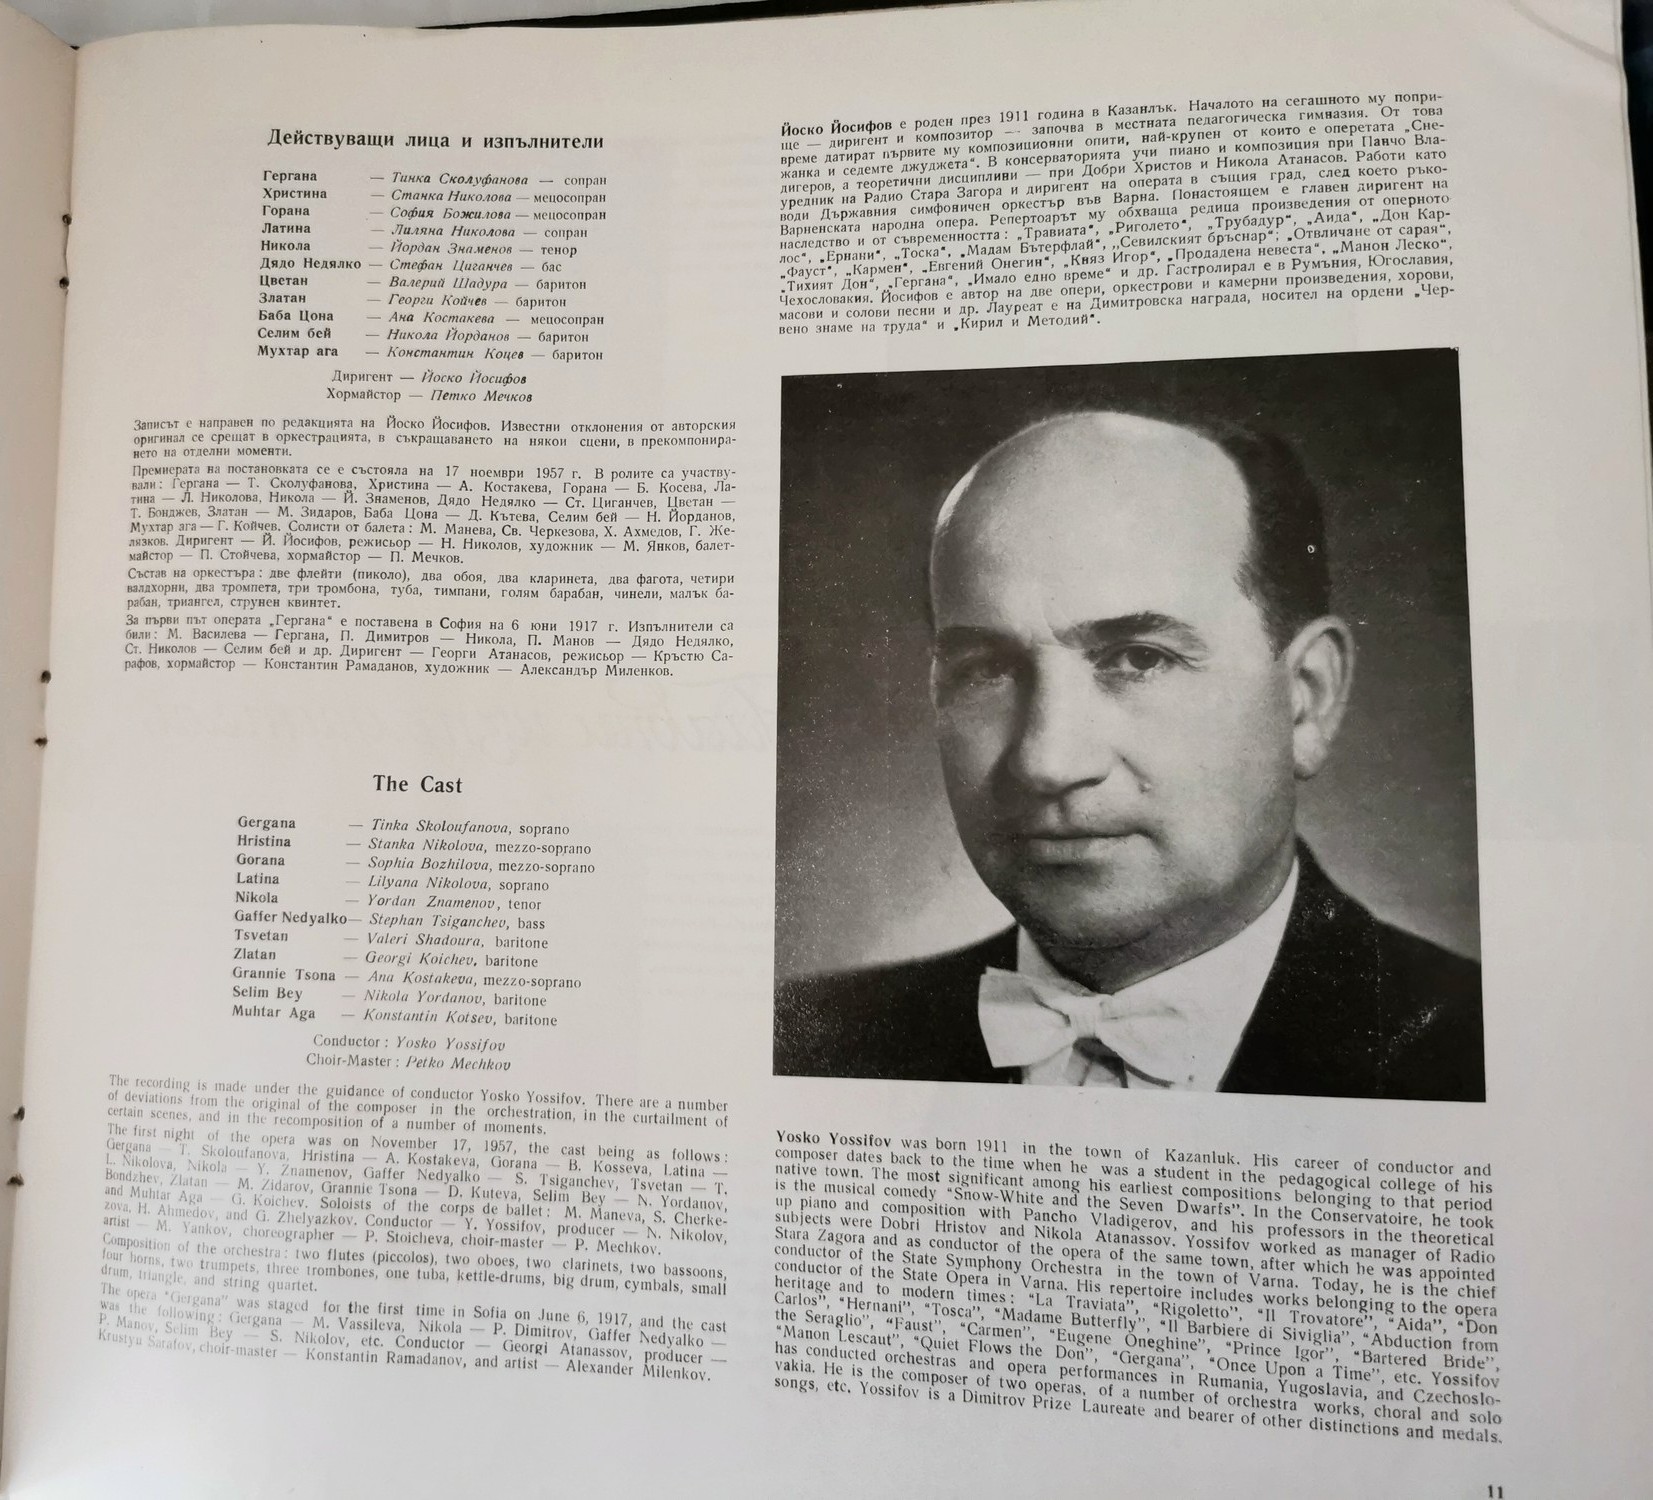 Действуващи лица и изпълнители
Гергана — Тинка Сколуфанова — сопран
Христина — Станка Николова — мецосопран
Горана — София Божилова — мецосопран
Латина — Лиляна Николова — сопран
Никола — Йордан Знаменов — тенор
Дядо Недялко — Стефан Циганчев — бас
Цветан — Валерий Шадура — баритон
Златан — Георги Койчев — баритон
Баба Цона — Ана Костакева — мецосопран
Селим бей — Никола Йорданов — баритон
Мухтар ага — Константин Коцев — баритон
Диригент — Йоско Йосифов
Хормайстор — Петко Мечков
Записът е направен по редакцията на Йоско Йосифов. Известни отклонения от авторския
оригинал се срещат в оркестрацията, в съкращаването на някои сцени, в прекомпонира-
нето на отделни моменти.
Премиерата на постановката се е състояла на 17 ноември 1957 г. В ролите са участву-
вали: Гергана — Т. Сколуфанова, Христина — А. Костакева, Горана — Б. Косева, Ла-
тина — Л. Николова, Никола — Й. Знаменов, Дядо Недялко — Ст. Циганчев, Цветан —
Т. Бонджев, Златан — М. Зидаров, Баба Цона — Д. Кътева, Селим бей — Н. Йорданов,
Мухтар ага — Г. Койчев. Солисти от балета: М. Манева, Св. Черкезова, Х. Ахмедов, Г. Же-
лязков. Диригент — Й. Йосифов, режисьор — Н. Николов, художник — М. Янков, балет-
майстор — П. Стойчева, хормайстор — П. Мечков.
Състав на оркестъра: две флейти (пиколо), два обоя, два кларинета, два фагота, четири
валдхорни, два тромпета, три тромбона, туба, тимпани, голям барабан, чинели, малък ба-
рабан, триангел, струнен квинтет.
За първи път операта „Гергана“ е поставена в София на 6 юни 1917 г. Изпълнители са
били: М. Василева — Гергана, П. Димитров — Никола, П. Манов — Дядо Недялко,
Ст. Николов — Селим бей и др. Диригент — Георги Атанасов, режисьор — Кръстю Са-
рафов, хормайстор — Константин Рамаданов, художник — Александър Миленков.
The Cast
Gergana — Tinka Skoloufanova, soprano
Hristina — Stanka Nikolova, mezzo-soprano
Gorana — Sophia Bozhilova, mezzo-soprano
Latina — Lilyana Nikolova, soprano
Nikola — Yordan Znamenov, tenor
Gaffer Nedyalko — Stephan Tsiganchev, bass
Tsvetan — Valeri Shadoura, baritone
Zlatan — Georgi Koichev, baritone
Grannie Tsona — Ana Kostakeva, mezzo-soprano
Selim Bey — Nikola Yordanov, baritone
Muhtar Aga — Konstantin Kotsev, baritone
Conductor: Yosko Yossifov
Choir-Master: Petko Mechkov
The recording is made under the guidance of conductor Yosko Yossifov. There are a number
of deviations from the original of the composer in the orchestration, in the curtailment of
certain scenes, and in the recomposition of a number of moments.
The first night of the opera was on November 17, 1957, the cast being as follows:
Gergana — T. Skoloufanova, Hristina — A. Kostakeva, Gorana — B. Kosseva, Latina —
L. Nikolova, Nikola — Y. Znamenov, Gaffer Nedyalko — S. Tsiganchev, Tsvetan — T.
Bondzhev, Zlatan — M. Zidarov, Grannie Tsona — D. Kuteva, Selim Bey — N. Yordanov,
and Muhtar Aga — G. Koichev. Soloists of the corps de ballet: M. Maneva, S. Cherke-
zova, H. Ahmedov, and G. Zhelyazkov. Conductor — Y. Yossifov, producer — N. Nikolov,
artist — M. Yankov, choreographer — P. Stoicheva, choir-master — P. Mechkov.
Composition of the orchestra: two flutes (piccolos), two oboes, two clarinets, two bassoons,
four horns, two trumpets, three trombones, one tuba, kettle-drums, big drum, cymbals, small
drum, triangle, and string quartet.
The opera "Gergana" was staged for the first time in Sofia on June 6, 1917, and the cast
was the following: Gergana — M. Vassileva, Nikola — P. Dimitrov, Gaffer Nedyalko —
P. Manov, Selim Bey — S. Nikolov, etc. Conductor — Georgi Atanassov, producer —
Krustyu Sarafov, choir-master — Konstantin Ramadanov, and artist — Alexander Milenkov.
Йоско Йосифов е роден през 1911 година в Казанлък. Началото на сегашното му попри-
ще — диригент и композитор — започва в местната педагогическа гимназия. От това
време датират първите му композиционни опити, най-крупен от които е оперетата „Сне-
жанка и седемте джуджета“. В консерваторията учи пиано и композиция при Панчо Вла-
дигеров, а теоретични дисциплини — при Добри Христов и Никола Атанасов. Работи като
уредник на Радио Стара Загора и диригент на операта в същия град, след което ръко-
води Държавния симфоничен оркестър във Варна. Понастоящем е главен диригент на
Варненската народна опера. Репертоарът му обхваща редица произведения от оперното
наследство и от съвременността: „Травиата“, „Риголето“, „Трубадур“, „Аида“, „Дон Кар-
лос“, „Ернани“, „Тоска“, „Мадам Бътерфлай“, „Севилският бръснар“; „Отвличане от сарая“,
„Фауст“, „Кармен“, „Евгений Онегин“, „Княз Игор“, „Продадена невеста“, „Манон Леско“,
„Тихият Дон“, „Гергана“, „Имало едно време“ и др. Гастролирал е в Румъния, Югославия,
Чехословакия. Йосифов е автор на две опери, оркестрови и камерни произведения, хорови,
масови и солови песни и др. Лауреат е на Димитровска награда, носител на ордени „Чер-
вено знаме на труда“ и „Кирил и Методий“.
Yosko Yossifov was born 1911 in the town of Kazanluk. His career of conductor and
composer dates back to the time when he was a student in the pedagogical college of his
native town. The most significant among his earliest compositions belonging to that period
is the musical comedy "Snow-White and the Seven Dwarfs". In the Conservatoire, he took
up piano and composition with Pancho Vladigerov, and his professors in the theoretical
subjects were Dobri Hristov and Nikola Atanassov. Yossifov worked as manager of Radio
Stara Zagora and as conductor of the opera of the same town, after which he was appointed
conductor of the State Symphony Orchestra in the town of Varna. Today, he is the chief
conductor of the State Opera in Varna. His repertoire includes works belonging to the opera
heritage and to modern times: "La Traviata", "Rigoletto", "Il Trovatore", "Aida", "Don
Carlos", "Hernani", "Tosca", "Madame Butterfly", "Il Barbiere di Siviglia", "Abduction from
the Seraglio", "Faust", "Carmen", "Eugene Oneghine", "Prince Igor", "Bartered Bride",
"Manon Lescaut", "Quiet Flows the Don", "Gergana", "Once Upon a Time", etc. Yossifov
has conducted orchestras and opera performances in Rumania, Yugoslavia, and Czechoslo-
vakia. He is the composer of two operas, of a number of orchestra works, choral and solo
songs, etc. Yossifov is a Dimitrov Prize Laureate and bearer of other distinctions and medals.
11